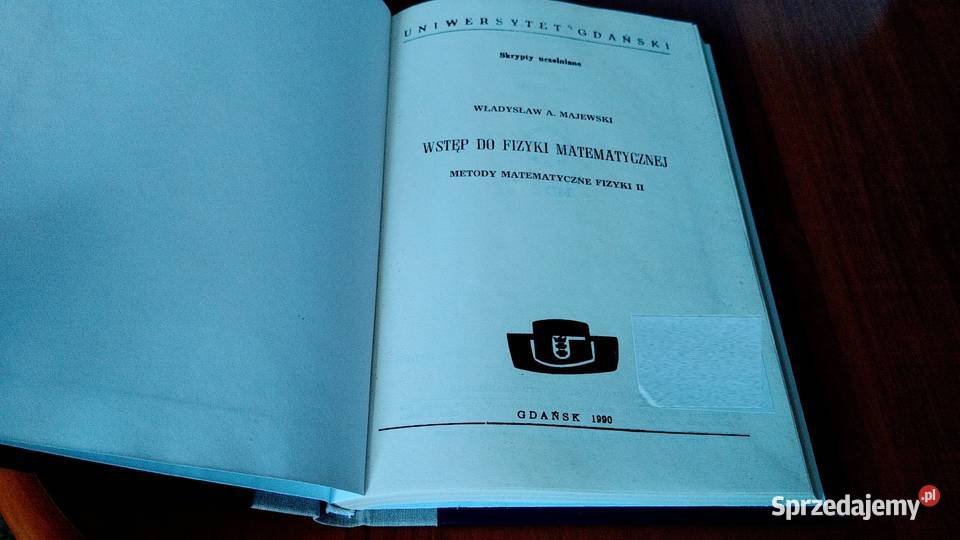 UNIWERSYTET GDAŃSKI
Skrypty uczelniane
WŁADYSŁAW A. MAJEWSKI
WSTĘP DO FIZYKI MATEMATYCZNEJ
METODY MATEMATYCZNE FIZYKI II
GDAŃSK 1990
Sprzedajemy.pl